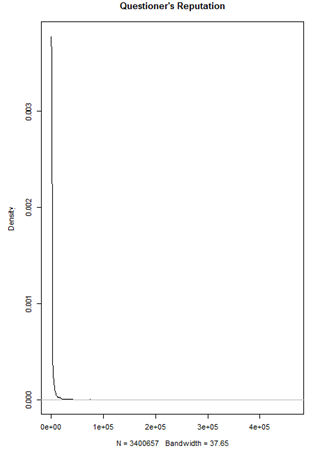 Questioner's Reputation
Density
0.003
0.002
0.001
0.000
0e+00 1e+05 2e+05 3e+05 4e+05
N = 3400657 Bandwidth = 37.65